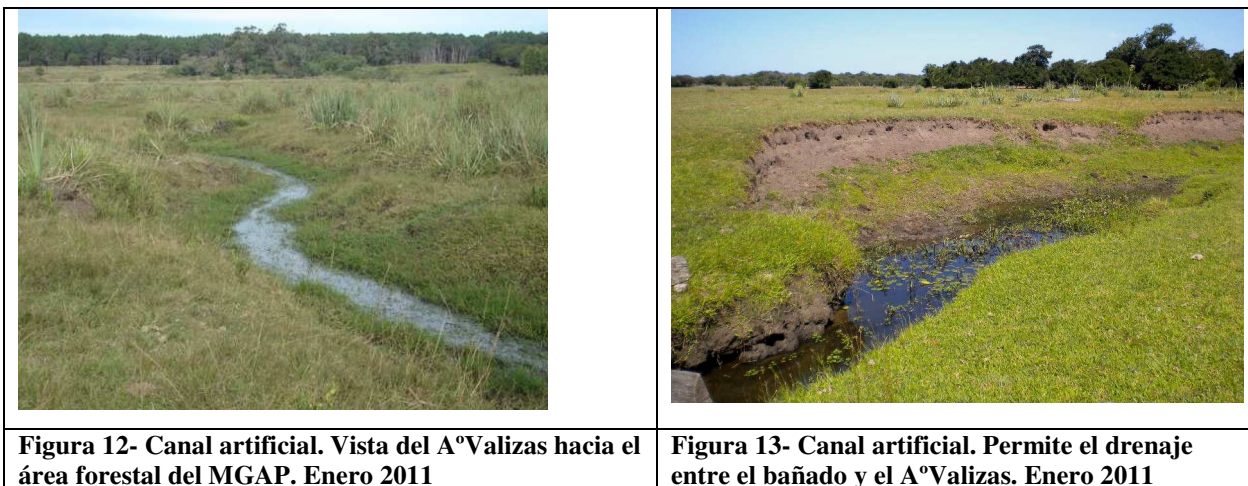 Figura 12- Canal artificial. Vista del AºValizas hacia el
área forestal del MGAP. Enero 2011
Figura 13- Canal artificial. Permite el drenaje
entre el bañado y el AºValizas. Enero 2011